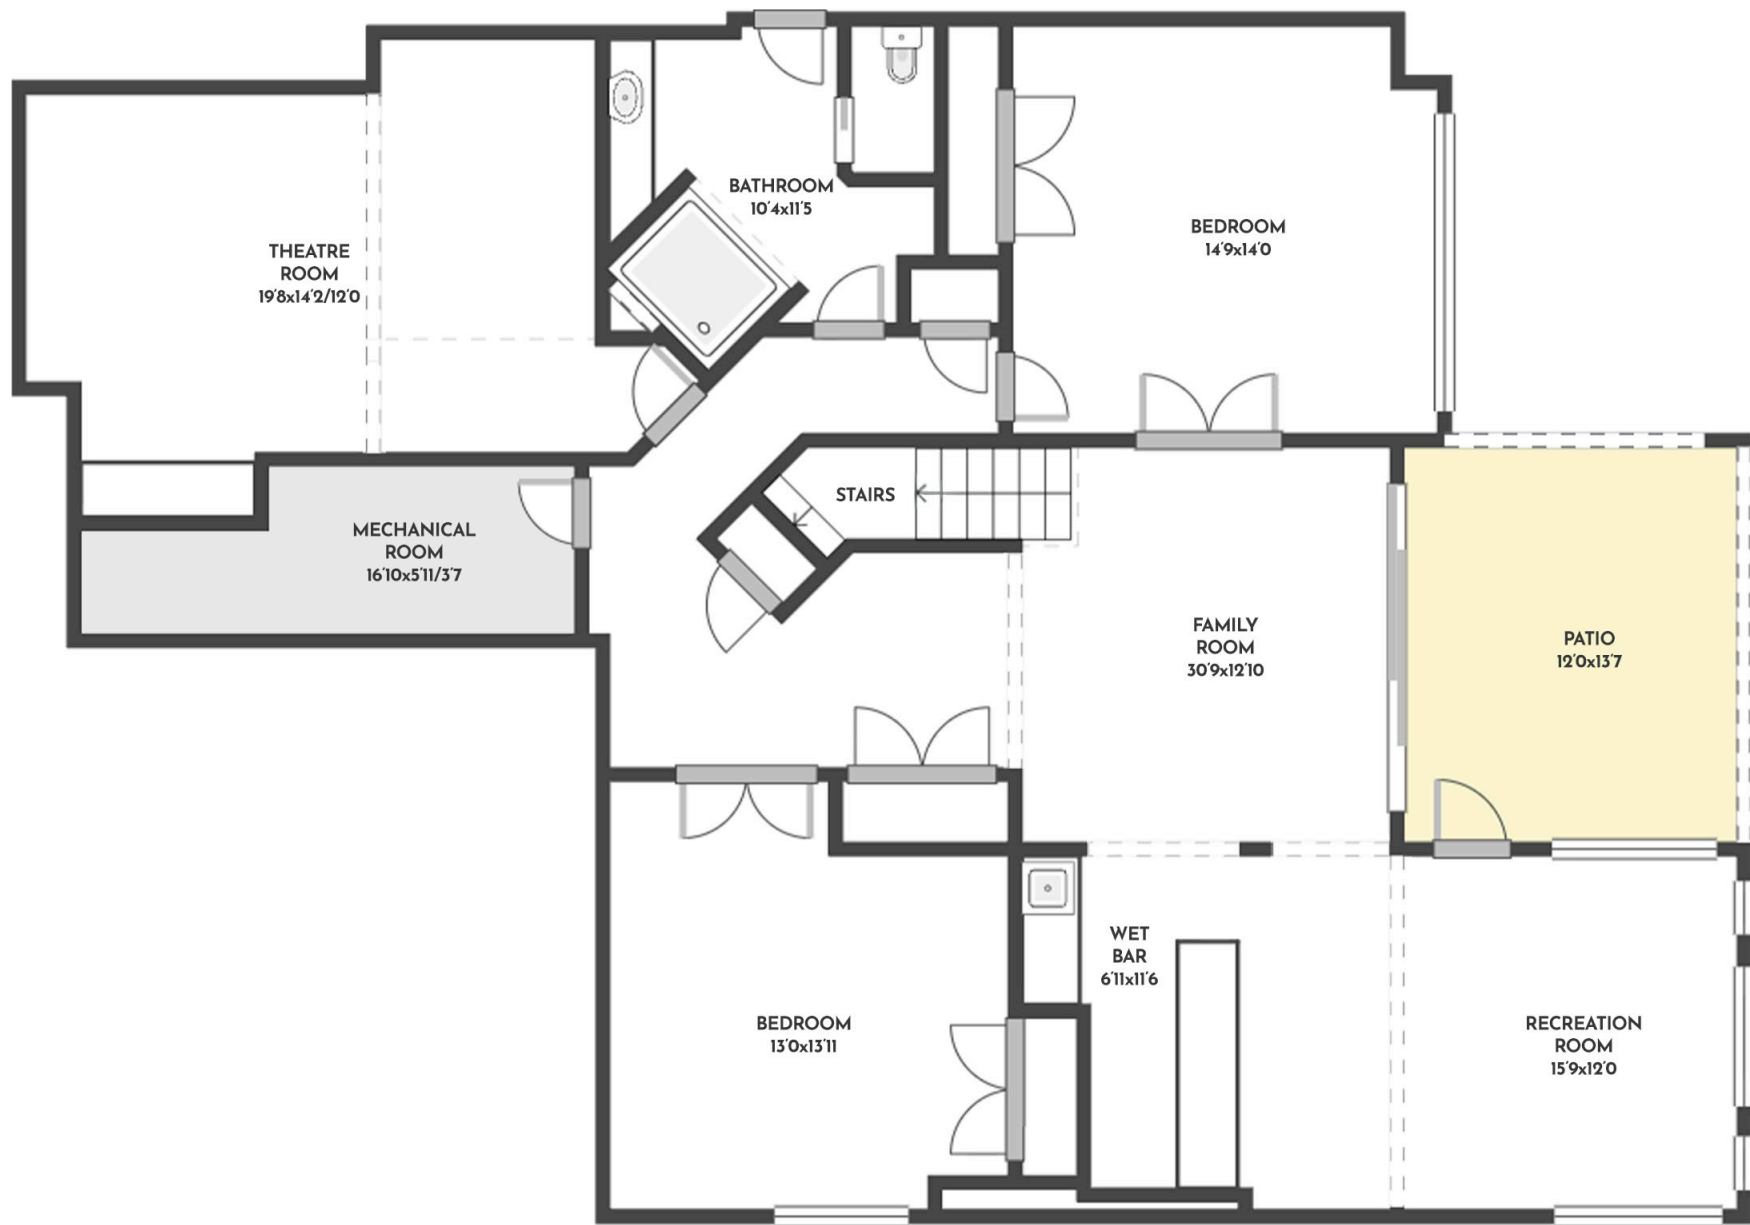 THEATRE
ROOM
19'8x14'2/12'0
BATHROOM
10'4x11'5
BEDROOM
14'9x14'0
MECHANICAL
ROOM
16'10x5'11/3'7
STAIRS
FAMILY
ROOM
30'9x12'10
PATIO
12'0x13'7
WET
BAR
6'11x11'6
BEDROOM
13'0x13'11
RECREATION
ROOM
15'9x12'0